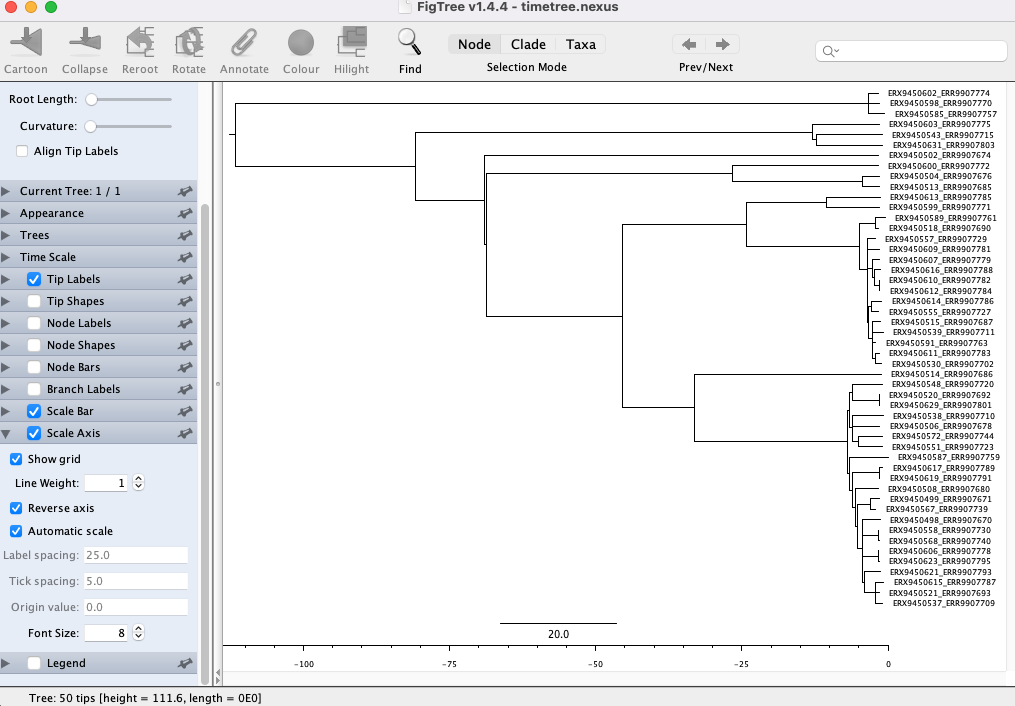 FigTree v1.4.4 - timetree.nexus
Cartoon Collapse Reroot Rotate Annotate Colour Hilight Find
Node Clade Taxa
Selection Mode
Prev/Next
Root Length:
Curvature:
Align Tip Labels
Current Tree: 1 / 1
Appearance
Trees
Time Scale
Tip Labels
Tip Shapes
Node Labels
Node Shapes
Node Bars
Branch Labels
Scale Bar
Scale Axis
Show grid
Line Weight: 1
Reverse axis
Automatic scale
Label spacing: 25.0
Tick spacing: 5.0
Origin value: 0.0
Font Size: 8
Legend
ERX9450602_ERR9907774
ERX9450598_ERR9907770
ERX9450585_ERR9907757
ERX9450603_ERR9907775
ERX9450543_ERR9907715
ERX9450631_ERR9907803
ERX9450502_ERR9907674
ERX9450600_ERR9907772
ERX9450504_ERR9907676
ERX9450513_ERR9907685
ERX9450613_ERR9907785
ERX9450599_ERR9907771
ERX9450589_ERR9907761
ERX9450518_ERR9907690
ERX9450557_ERR9907729
ERX9450609_ERR9907781
ERX9450607_ERR9907779
ERX9450616_ERR9907788
ERX9450610_ERR9907782
ERX9450612_ERR9907784
ERX9450614_ERR9907786
ERX9450555_ERR9907727
ERX9450515_ERR9907687
ERX9450539_ERR9907711
ERX9450591_ERR9907763
ERX9450611_ERR9907783
ERX9450530_ERR9907702
ERX9450514_ERR9907686
ERX9450548_ERR9907720
ERX9450520_ERR9907692
ERX9450629_ERR9907801
ERX9450538_ERR9907710
ERX9450506_ERR9907678
ERX9450572_ERR9907744
ERX9450551_ERR9907723
ERX9450587_ERR9907759
ERX9450617_ERR9907789
ERX9450619_ERR9907791
ERX9450508_ERR9907680
ERX9450499_ERR9907671
ERX9450567_ERR9907739
ERX9450498_ERR9907670
ERX9450558_ERR9907730
ERX9450568_ERR9907740
ERX9450606_ERR9907778
ERX9450623_ERR9907795
ERX9450621_ERR9907793
ERX9450615_ERR9907787
ERX9450521_ERR9907693
ERX9450537_ERR9907709
20.0
-100 -75 -50 -25 0
Tree: 50 tips [height = 111.6, length = 0E0]